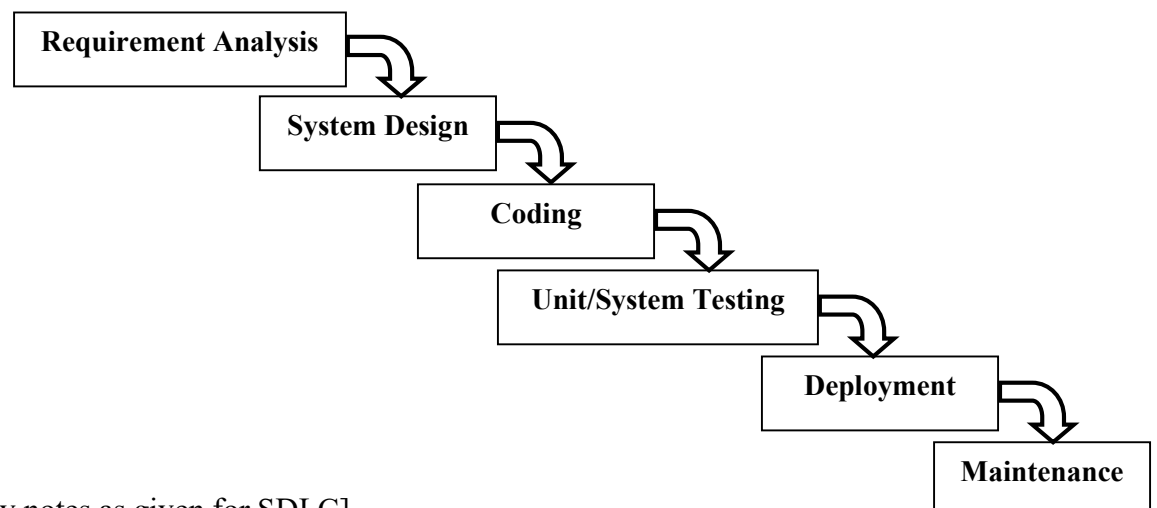 Requirement Analysis
System Design
Coding
Unit/System Testing
Deployment
Maintenance
notes as given for SDLC]